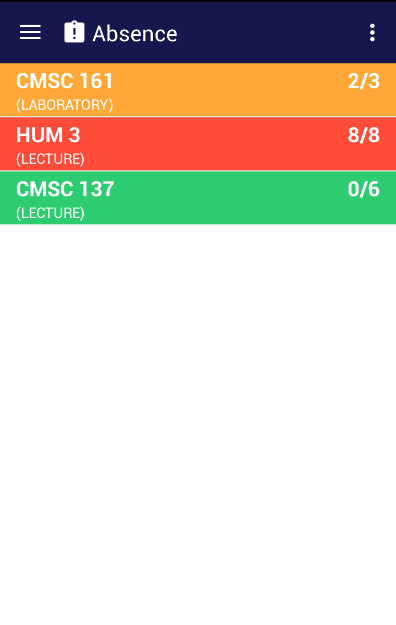 Absence
CMSC 161 2/3
(LABORATORY)
HUM 3 8/8
(LECTURE)
CMSC 137 0/6
(LECTURE)